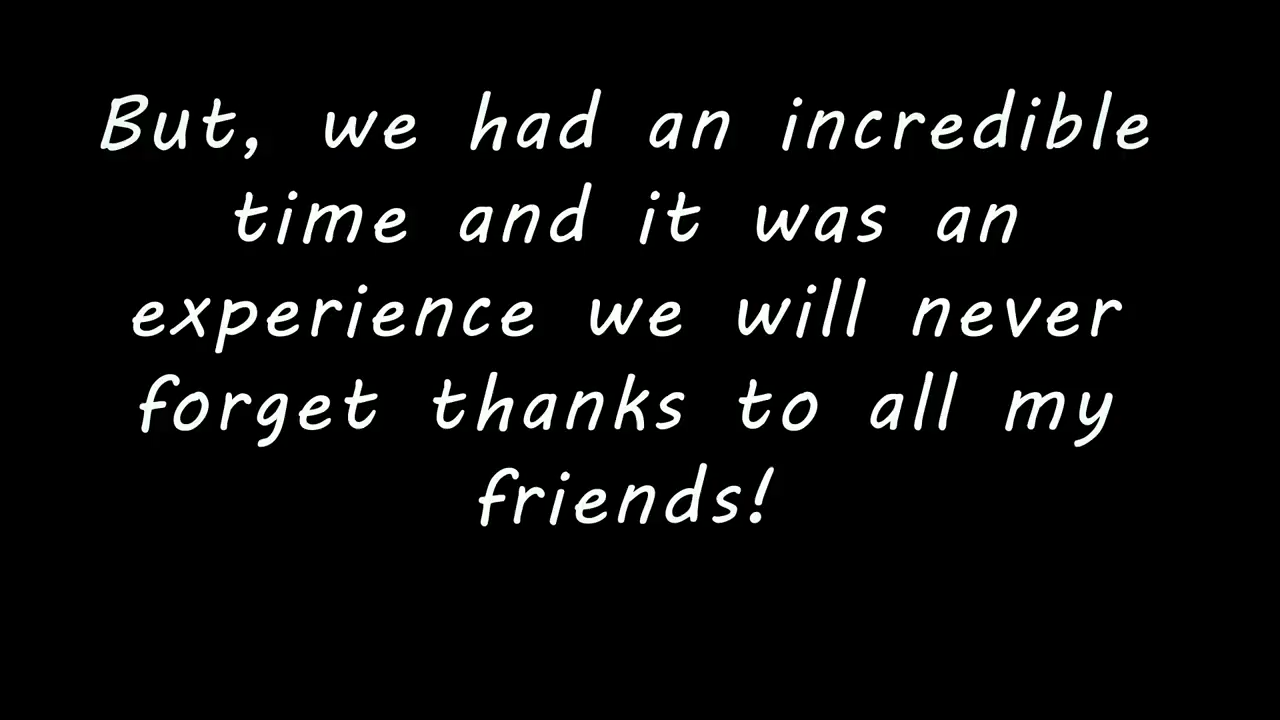 But, we had an incredible
time and it was an
experience we will never
forget thanks to all my
friends!